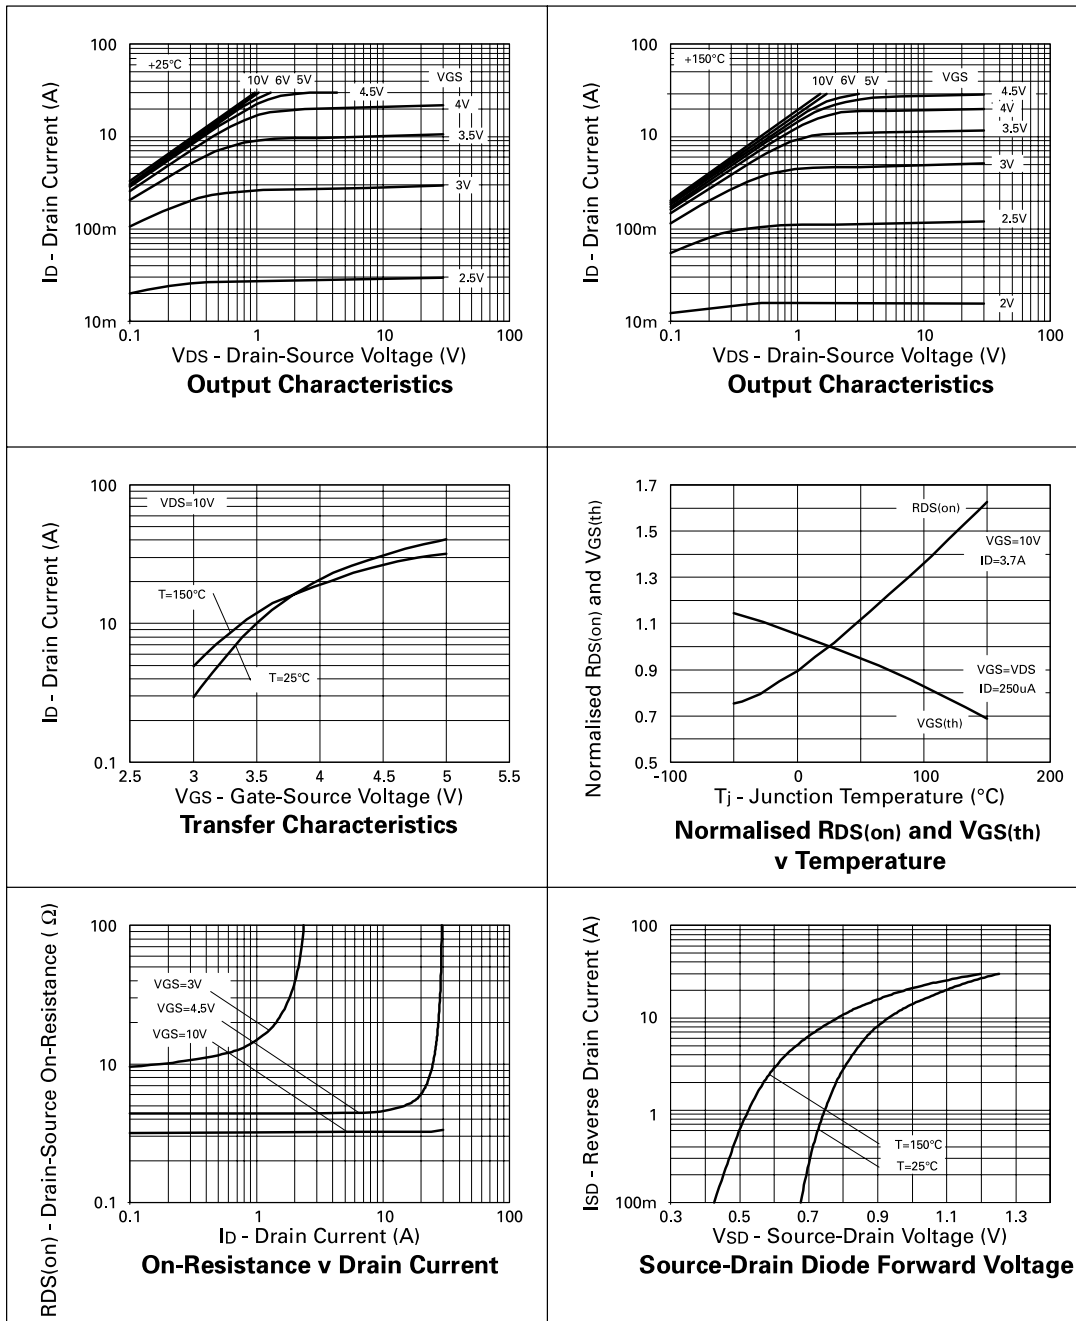 100
10
100m
10m
0.1
1
10
100
+25°C
10V 6V 5V
VGS
4.5V
4V
3.5V
3V
2.5V
ID - Drain Current (A)
VDS - Drain-Source Voltage (V)
Output Characteristics
100
10
100m
10m
0.1
1
10
100
+150°C
10V 6V 5V
VGS
4.5V
4V
3.5V
3V
2.5V
2V
ID - Drain Current (A)
VDS - Drain-Source Voltage (V)
Output Characteristics
100
10
0.1
2.5
3
3.5
4
4.5
5
5.5
VDS=10V
T=150°C
T=25°C
ID - Drain Current (A)
VGS - Gate-Source Voltage (V)
Transfer Characteristics
1.7
1.5
1.3
1.1
0.9
0.7
0.5
-100
0
100
200
RDS(on)
VGS=10V
ID=3.7A
VGS=VDS
ID=250uA
VGS(th)
Normalised RDS(on) and VGS(th)
Tj - Junction Temperature (°C)
Normalised RDS(on) and VGS(th)
v Temperature
100
10
0.1
0.1
1
10
100
VGS=3V
VGS=4.5V
VGS=10V
RDS(on) - Drain-Source On-Resistance (Ω)
ID - Drain Current (A)
On-Resistance v Drain Current
100
10
1
100m
0.3
0.5
0.7
0.9
1.1
1.3
T=150°C
T=25°C
ISD - Reverse Drain Current (A)
VSD - Source-Drain Voltage (V)
Source-Drain Diode Forward Voltage